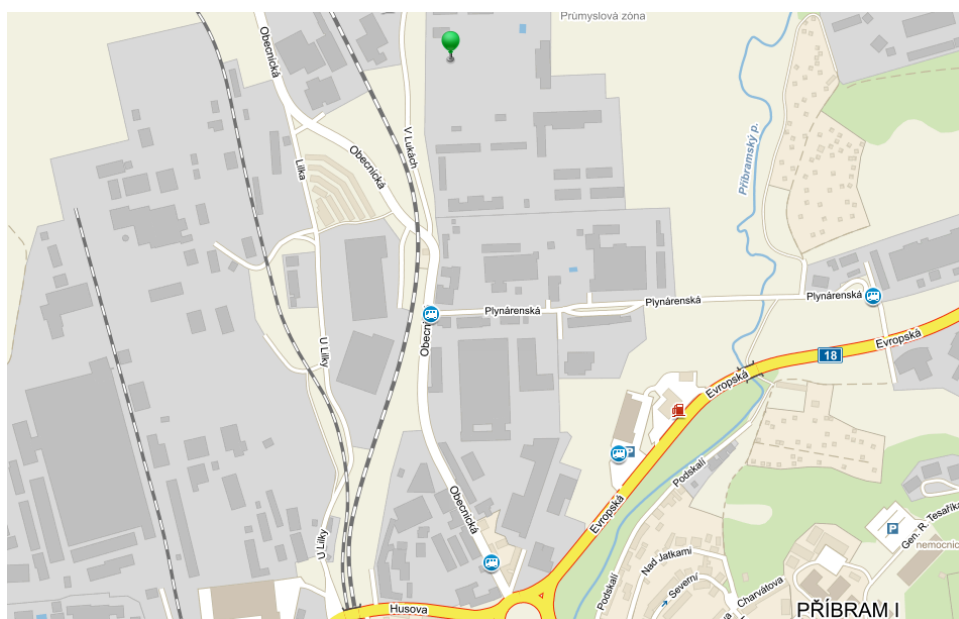 Průmyslová zóna
Obecnická
V Lukách
Obecnická
Lilka
Příbramský p.
Plynárenská
Plynárenská
Plynárenská
Obecni
U Lilky
18
Evropská
Evropská
P
Podskalí
Obecnická
Evropská
U Lilky
P
Gen. R. Tesaříka
nemocnic
Nad Jatkami
Severní
Charvátova
Podskalí
Husova
PŘÍBRAM I